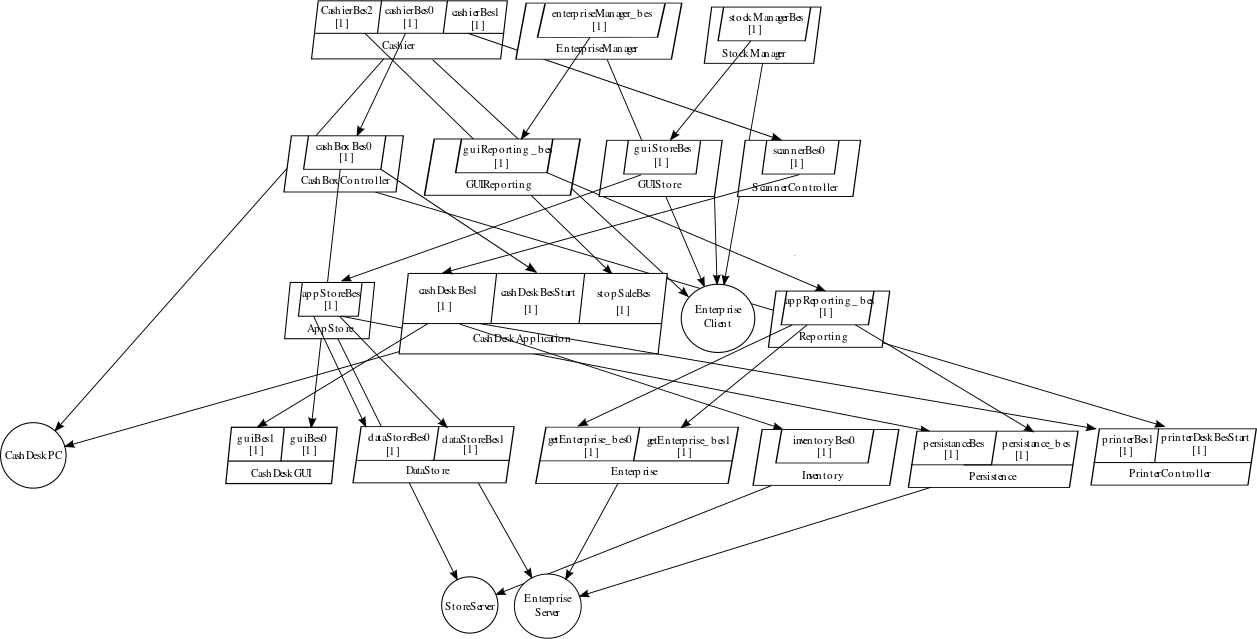 CashierBes2
[1]
cashierBes0
[1]
cashierBes1
[1]
Cashier
enterpriseManager_bes
[1]
EnterpriseManager
stockManagerBes
[1]
StockManager
cashBoxBes0
[1]
CashBoxController
guiReporting_bes
[1]
GUIReporting
guiStoreBes
[1]
GUIStore
scannerBes0
[1]
ScannerController
appStoreBes
[1]
AppStore
cashDeskBes1
[1]
cashDeskBesStart
[1]
stopSaleBes
[1]
CashDeskApplication
Enterprise
Client
appReporting_bes
[1]
Reporting
CashDeskPC
guiBes1
[1]
guiBes0
[1]
CashDeskGUI
dataStoreBes0
[1]
dataStoreBes1
[1]
DataStore
getEnterprise_bes0
[1]
getEnterprise_bes1
[1]
Enterprise
inventoryBes0
[1]
Inventory
persistanceBes
[1]
persistance_bes
[1]
Persistence
printerBes1
[1]
printerDeskBesStart
[1]
PrinterController
StoreServer
Enterprise
Server